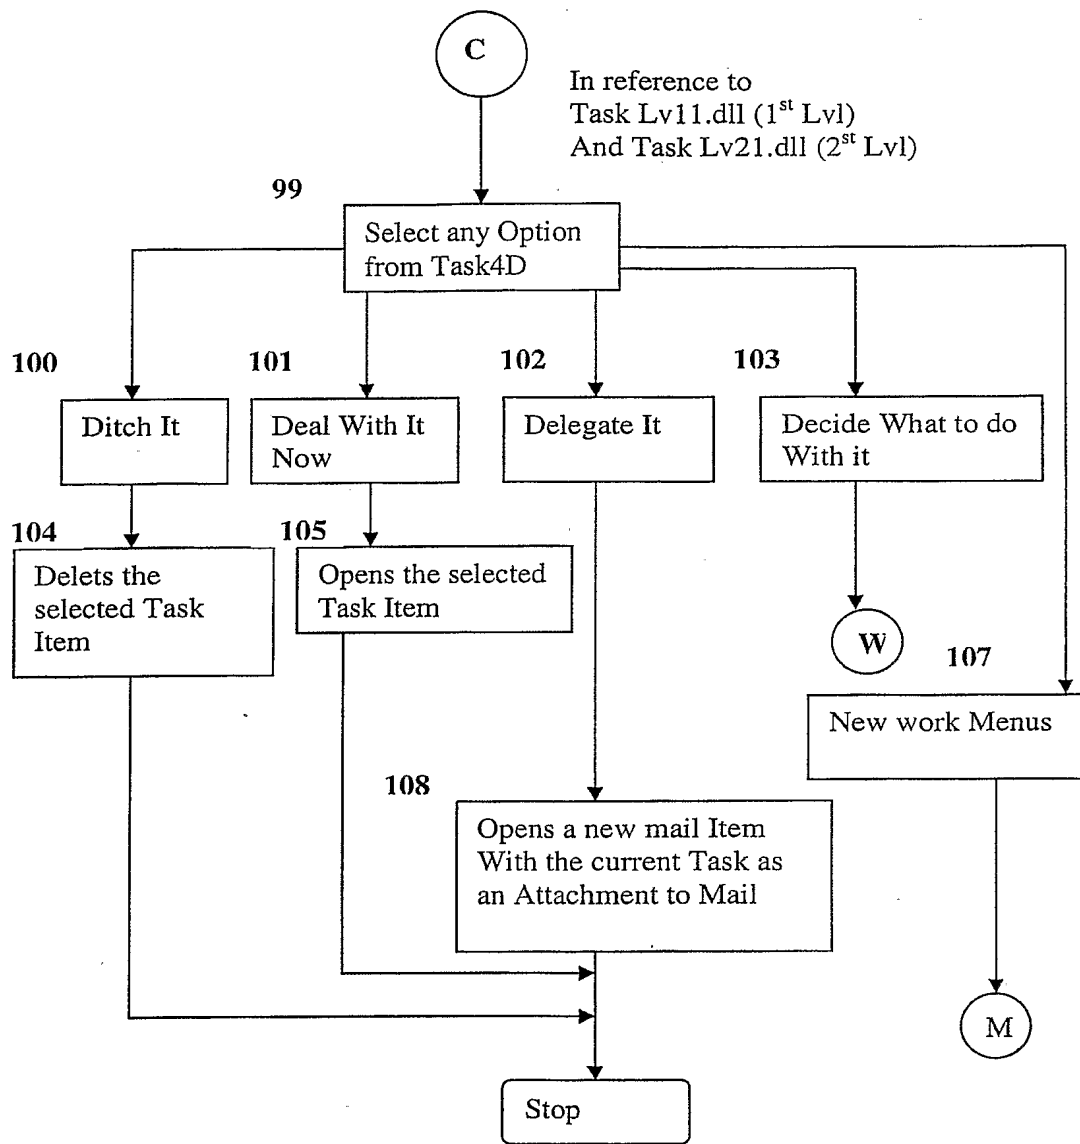 C
In reference to
Task Lv11.dll (1st Lvl)
And Task Lv21.dll (2st Lvl)
99
Select any Option
from Task4D
100
101
102
103
Ditch It
Deal With It
Now
Delegate It
Decide What to do
With it
104
105
Delets the
selected Task
Item
Opens the selected
Task Item
W
107
New work Menus
108
Opens a new mail Item
With the current Task as
an Attachment to Mail
M
Stop